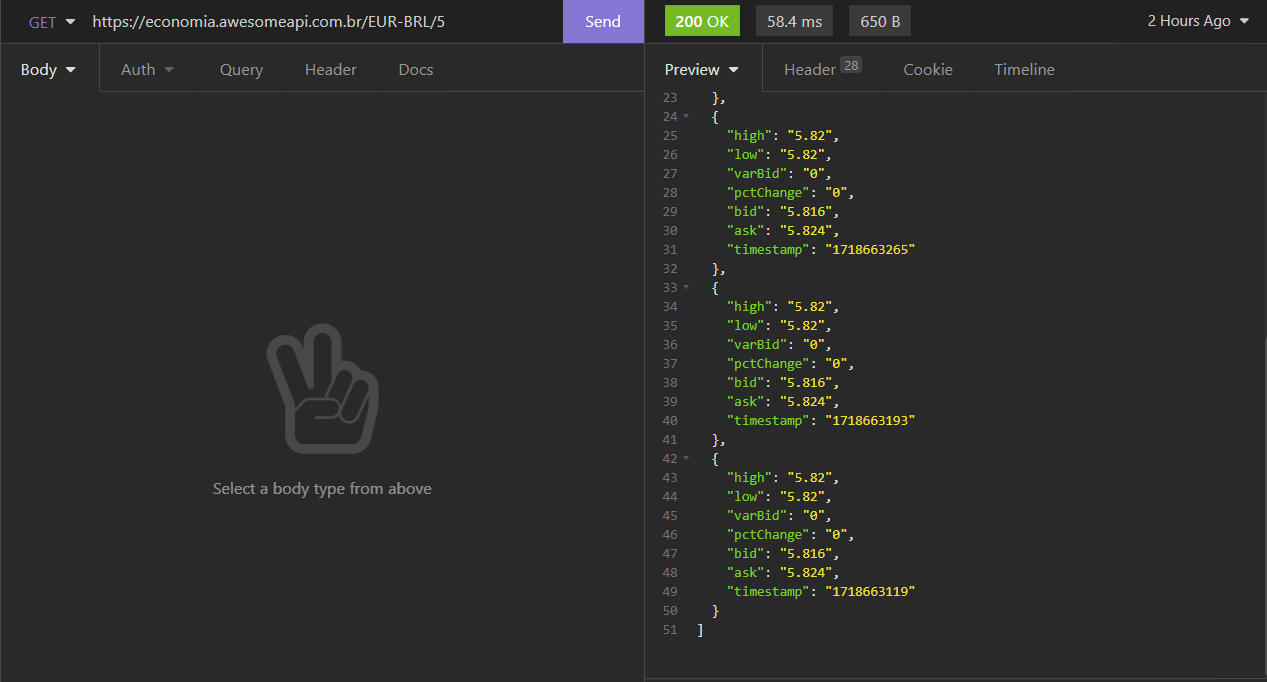 GET https://economia.awesomeapi.com.br/EUR-BRL/5 Send 200 OK 58.4 ms 650 B 2 Hours Ago
Body Auth Query Header Docs
Preview Header 28 Cookie Timeline
Select a body type from above
23 },
24 {
25 "high": "5.82",
26 "low": "5.82",
27 "varBid": "0",
28 "pctChange": "0",
29 "bid": "5.816",
30 "ask": "5.824",
31 "timestamp": "1718663265"
32 },
33 {
34 "high": "5.82",
35 "low": "5.82",
36 "varBid": "0",
37 "pctChange": "0",
38 "bid": "5.816",
39 "ask": "5.824",
40 "timestamp": "1718663193"
41 },
42 {
43 "high": "5.82",
44 "low": "5.82",
45 "varBid": "0",
46 "pctChange": "0",
47 "bid": "5.816",
48 "ask": "5.824",
49 "timestamp": "1718663119"
50 }
51 ]